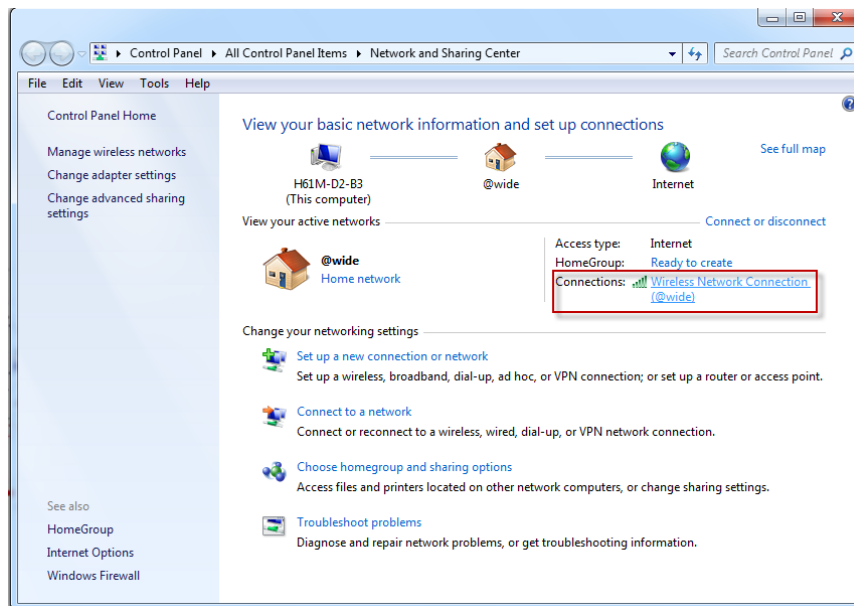 Control Panel ▸ All Control Panel Items ▸ Network and Sharing Center
Search Control Panel
File Edit View Tools Help
Control Panel Home
Manage wireless networks
Change adapter settings
Change advanced sharing
settings
See also
HomeGroup
Internet Options
Windows Firewall
View your basic network information and set up connections
See full map
H61M-D2-B3
(This computer)
@wide
Internet
View your active networks
Connect or disconnect
@wide
Home network
Access type: Internet
HomeGroup: Ready to create
Connections: Wireless Network Connection
(@wide)
Change your networking settings
Set up a new connection or network
Set up a wireless, broadband, dial-up, ad hoc, or VPN connection; or set up a router or access point.
Connect to a network
Connect or reconnect to a wireless, wired, dial-up, or VPN network connection.
Choose homegroup and sharing options
Access files and printers located on other network computers, or change sharing settings.
Troubleshoot problems
Diagnose and repair network problems, or get troubleshooting information.